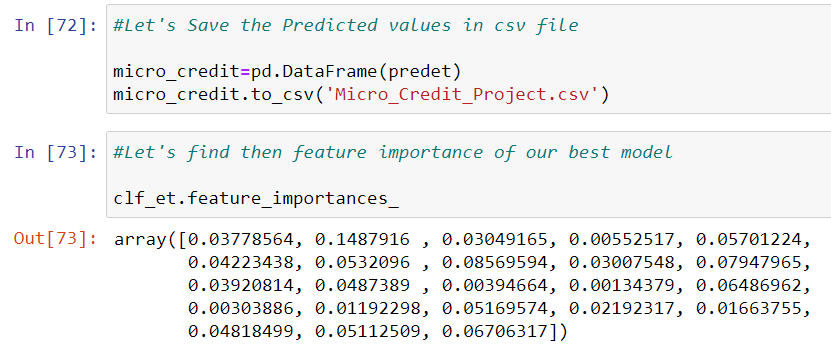 In [72]: #Let's Save the Predicted values in csv file
micro_credit=pd.DataFrame(predet)
micro_credit.to_csv('Micro_Credit_Project.csv')
In [73]: #Let's find then feature importance of our best model
clf_et.feature_importances_
Out[73]: array([0.03778564, 0.1487916 , 0.03049165, 0.00552517, 0.05701224,
0.04223438, 0.0532096 , 0.08569594, 0.03007548, 0.07947965,
0.03920814, 0.0487389 , 0.00394664, 0.00134379, 0.06486962,
0.00303886, 0.01192298, 0.05169574, 0.02192317, 0.01663755,
0.04818499, 0.05112509, 0.06706317])